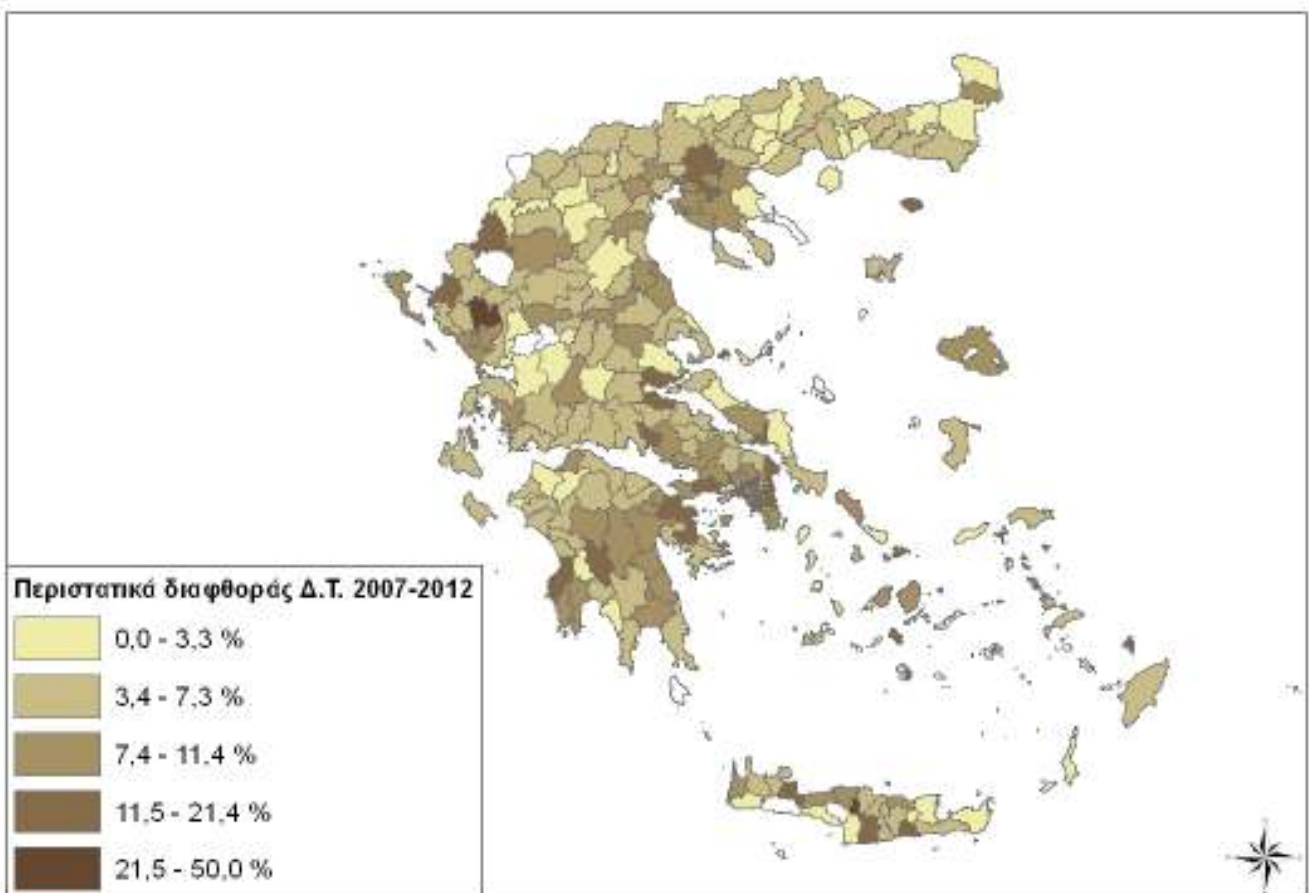 Περιστατικά διαφθοράς Δ.Τ. 2007-2012
0,0 - 3,3 %
3,4 - 7,3 %
7,4 - 11.4 %
11,5 - 21,4 %
21,5 - 50,0 %